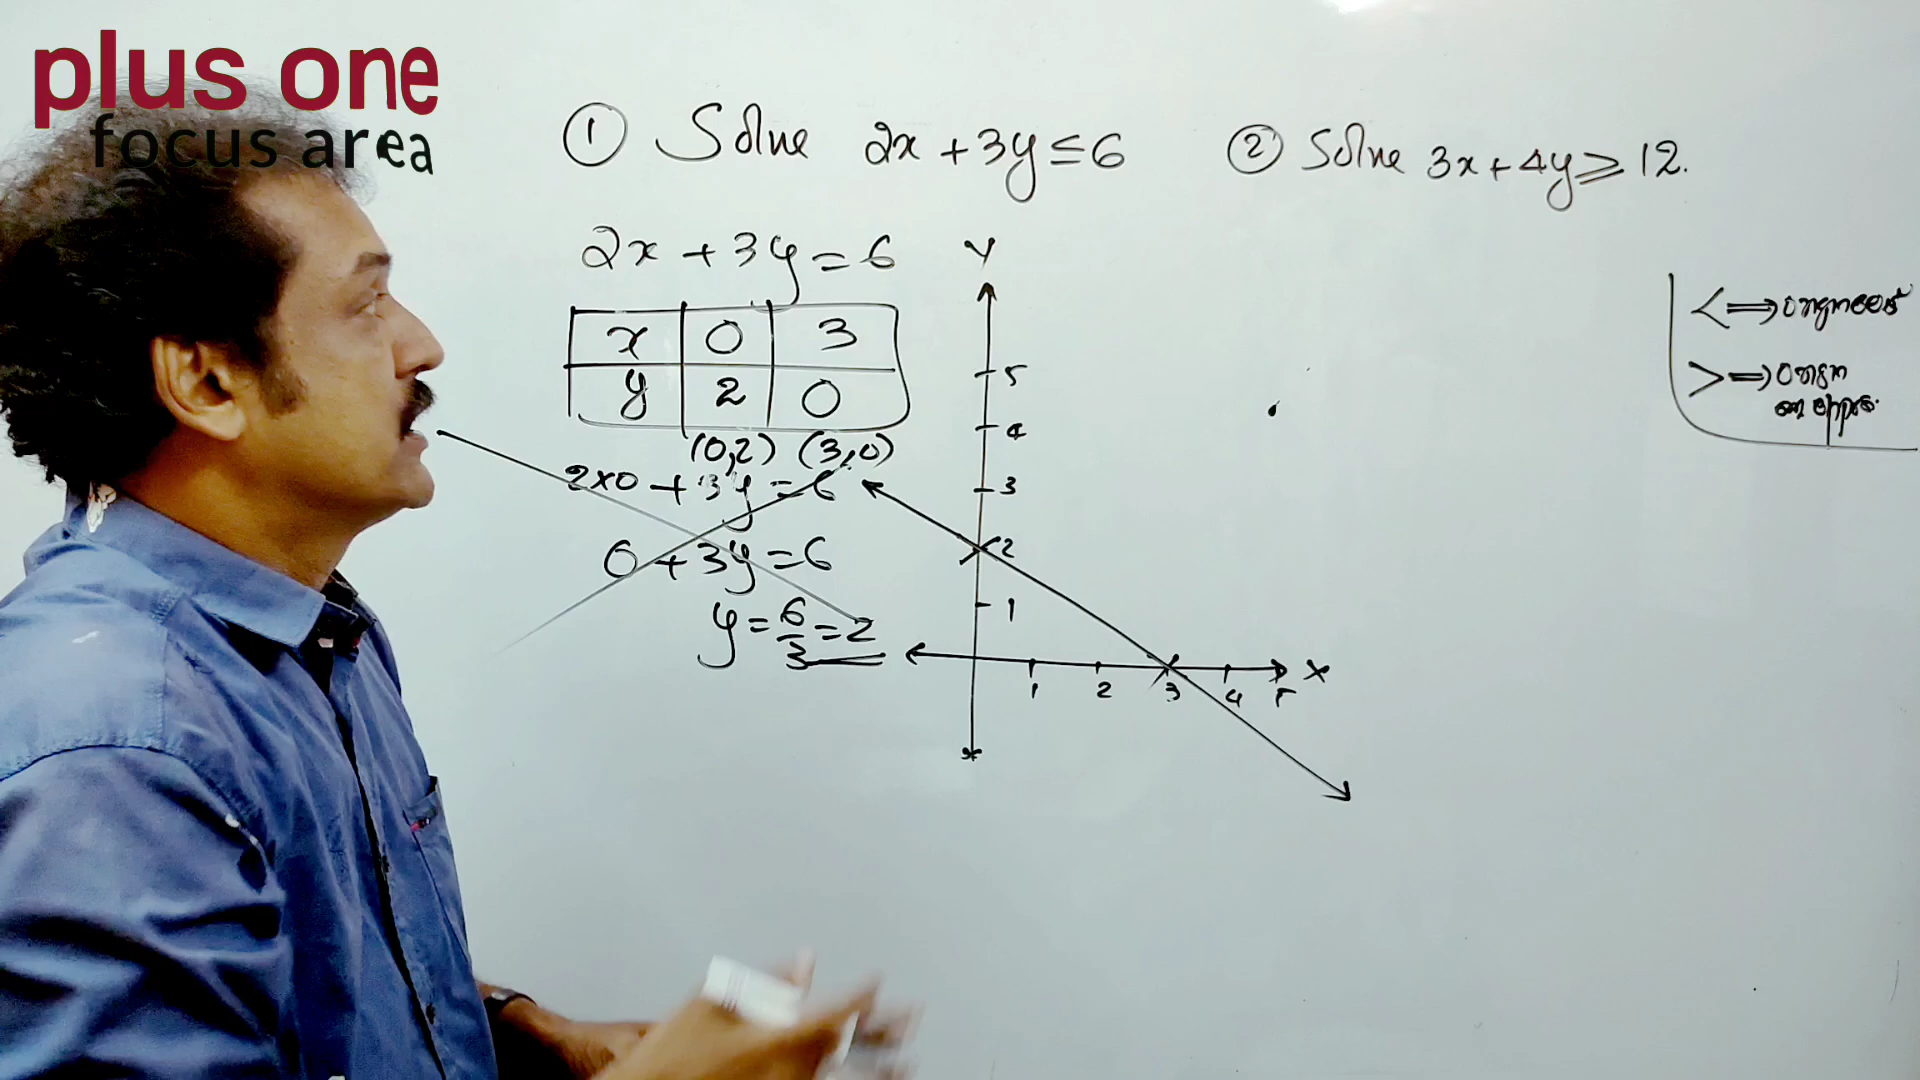 plus one
focus area
① Solve 2x + 3y ≤ 6
② Solve 3x + 4y ≥ 12.
2x + 3y = 6
x 0 3
y 2 0
(0,2) (3,0)
2x0 + 3y = 6
0 + 3y = 6
y = 6/3 = 2
Y
5
4
3
2
1
1 2 3 4 5
X
< ⟹
> ⟹